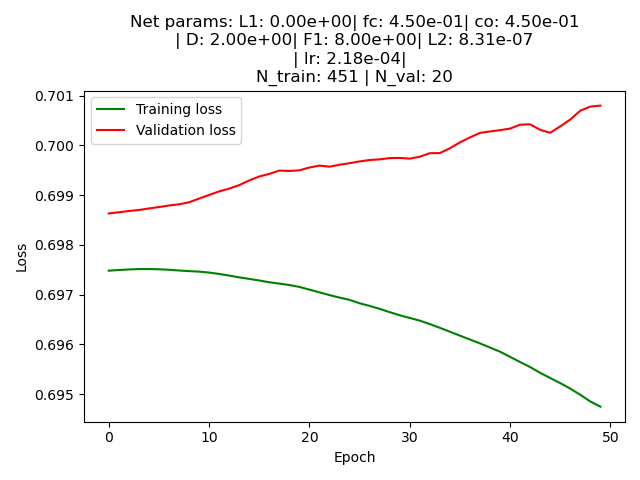 Net params: L1: 0.00e+00| fc: 4.50e-01| co: 4.50e-01
| D: 2.00e+00| F1: 8.00e+00| L2: 8.31e-07
| lr: 2.18e-04|
N_train: 451 | N_val: 20
0.701
0.700
0.699
0.698
0.697
0.696
0.695
Loss
Training loss
Validation loss
0 10 20 30 40 50
Epoch